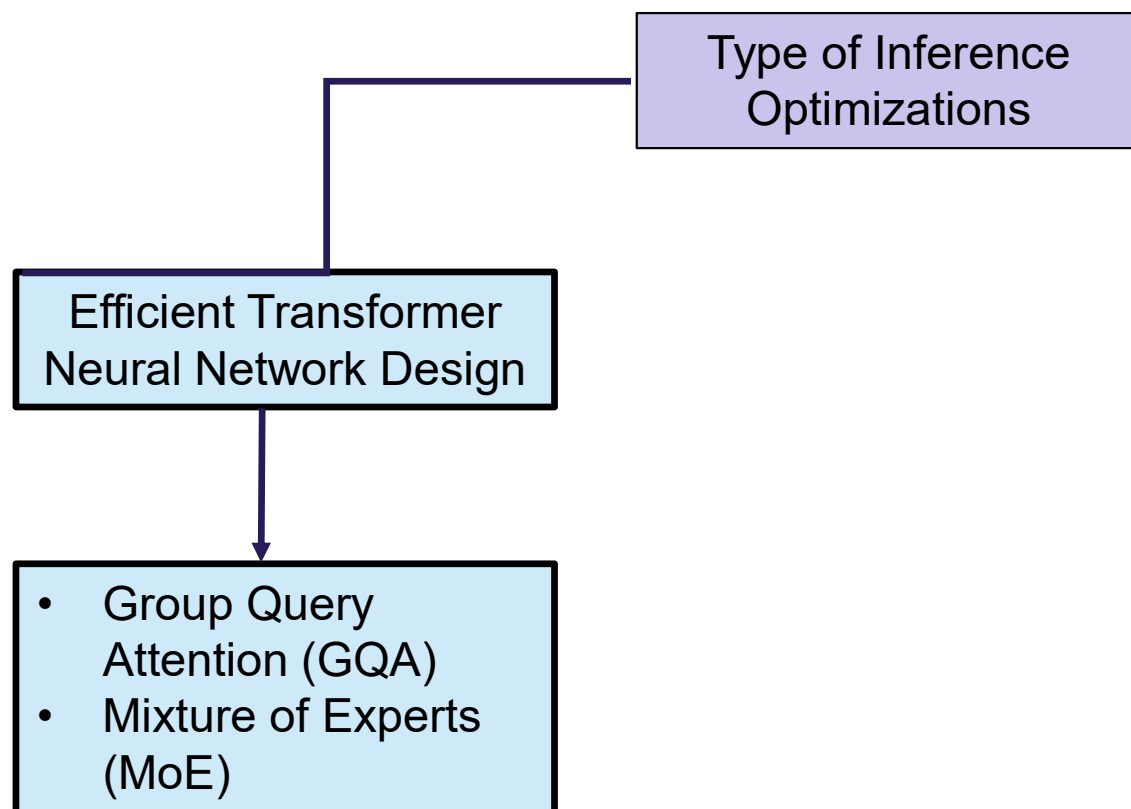 Type of Inference
Optimizations
Efficient Transformer
Neural Network Design
• Group Query
Attention (GQA)
• Mixture of Experts
(MoE)